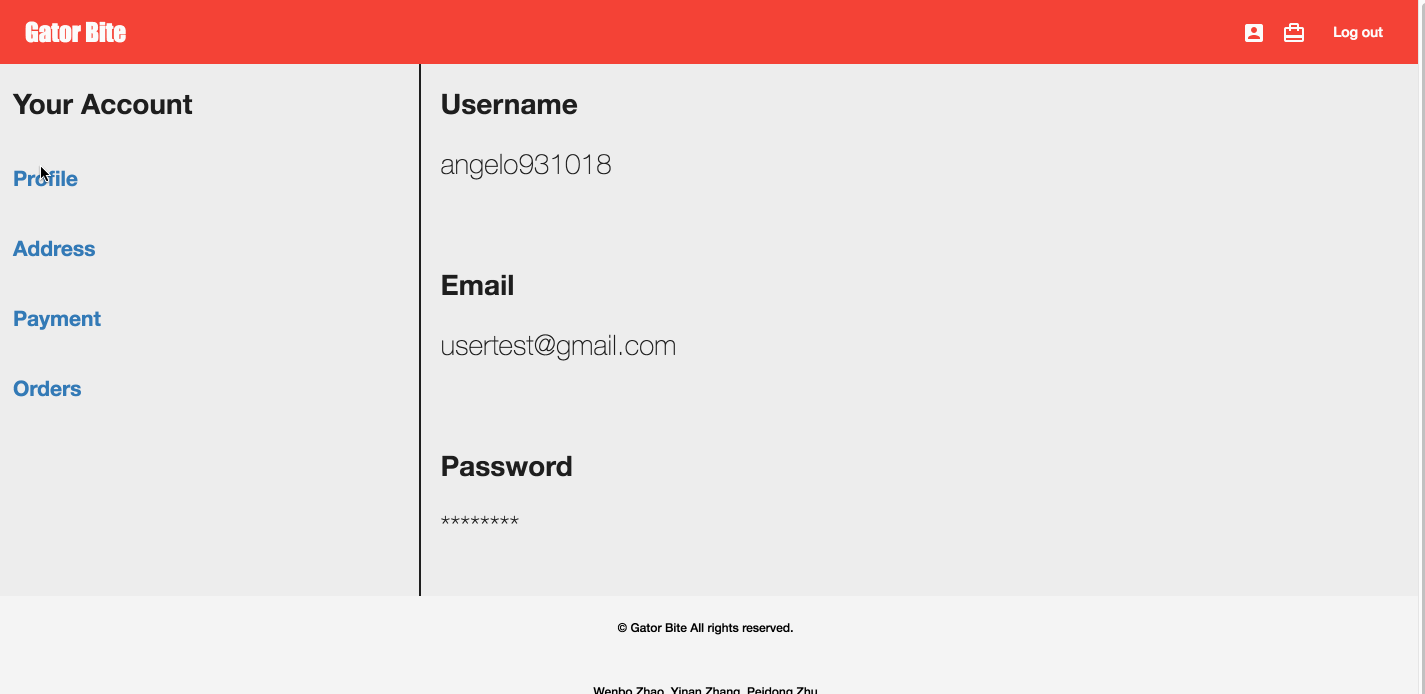 Gator Bite
Log out
Your Account
Profile
Address
Payment
Orders
Username
angelo931018
Email
usertest@gmail.com
Password
********
© Gator Bite All rights reserved.
Wenbo Zhao, Yinan Zhang, Peidong Zhu